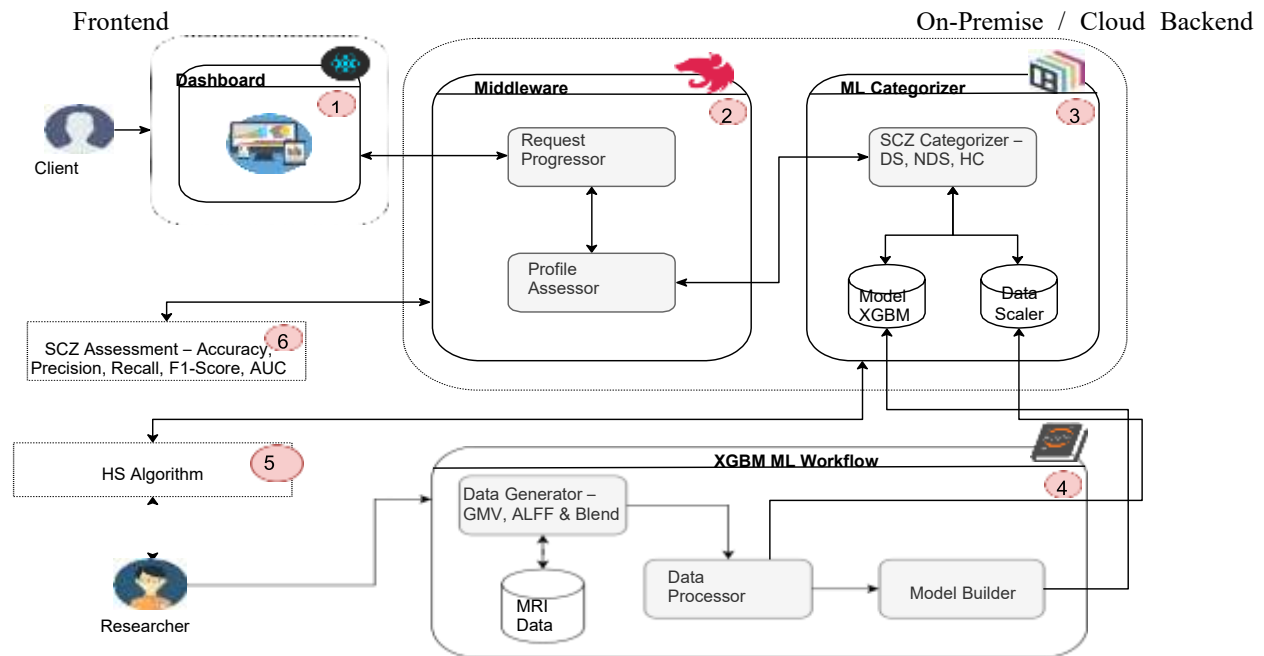 Frontend
On-Premise / Cloud Backend
Dashboard
1
Client
Middleware
2
Request
Progressor
Profile
Assessor
ML Categorizer
3
SCZ Categorizer –
DS, NDS, HC
Model
XGBM
Data
Scaler
6
SCZ Assessment – Accuracy,
Precision, Recall, F1-Score, AUC
HS Algorithm
5
Researcher
XGBM ML Workflow
4
Data Generator –
GMV, ALFF & Blend
MRI
Data
Data
Processor
Model Builder